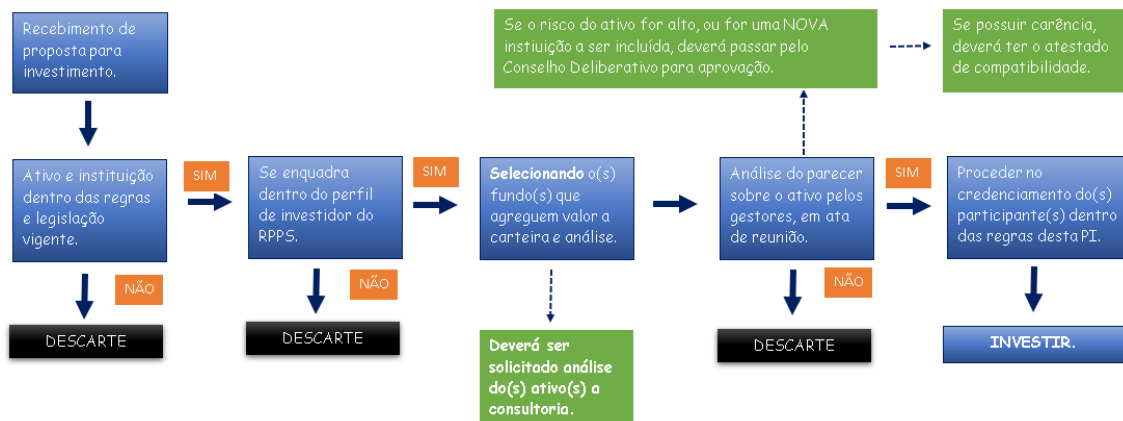 Recebimento de
proposta para
investimento.
Se o risco do ativo for alto, ou for uma NOVA
instiuição a ser incluída, deverá passar pelo
Conselho Deliberativo para aprovação.
Se possuir carência,
deverá ter o atestado
de compatibilidade.
Ativo e instituição
dentro das regras
e legislação
vigente.
SIM
Se enquadra
dentro do perfil
de investidor do
RPPS.
SIM
Selecionando o(s)
fundo(s) que
agreguem valor a
carteira e análise.
Análise do parecer
sobre o ativo pelos
gestores, em ata
de reunião.
SIM
Proceder no
credenciamento do(s)
participante(s) dentro
das regras desta PI.
NÃO
NÃO
NÃO
DESCARTE
DESCARTE
Deverá ser
solicitado análise
do(s) ativo(s) a
consultoria.
DESCARTE
INVESTIR.